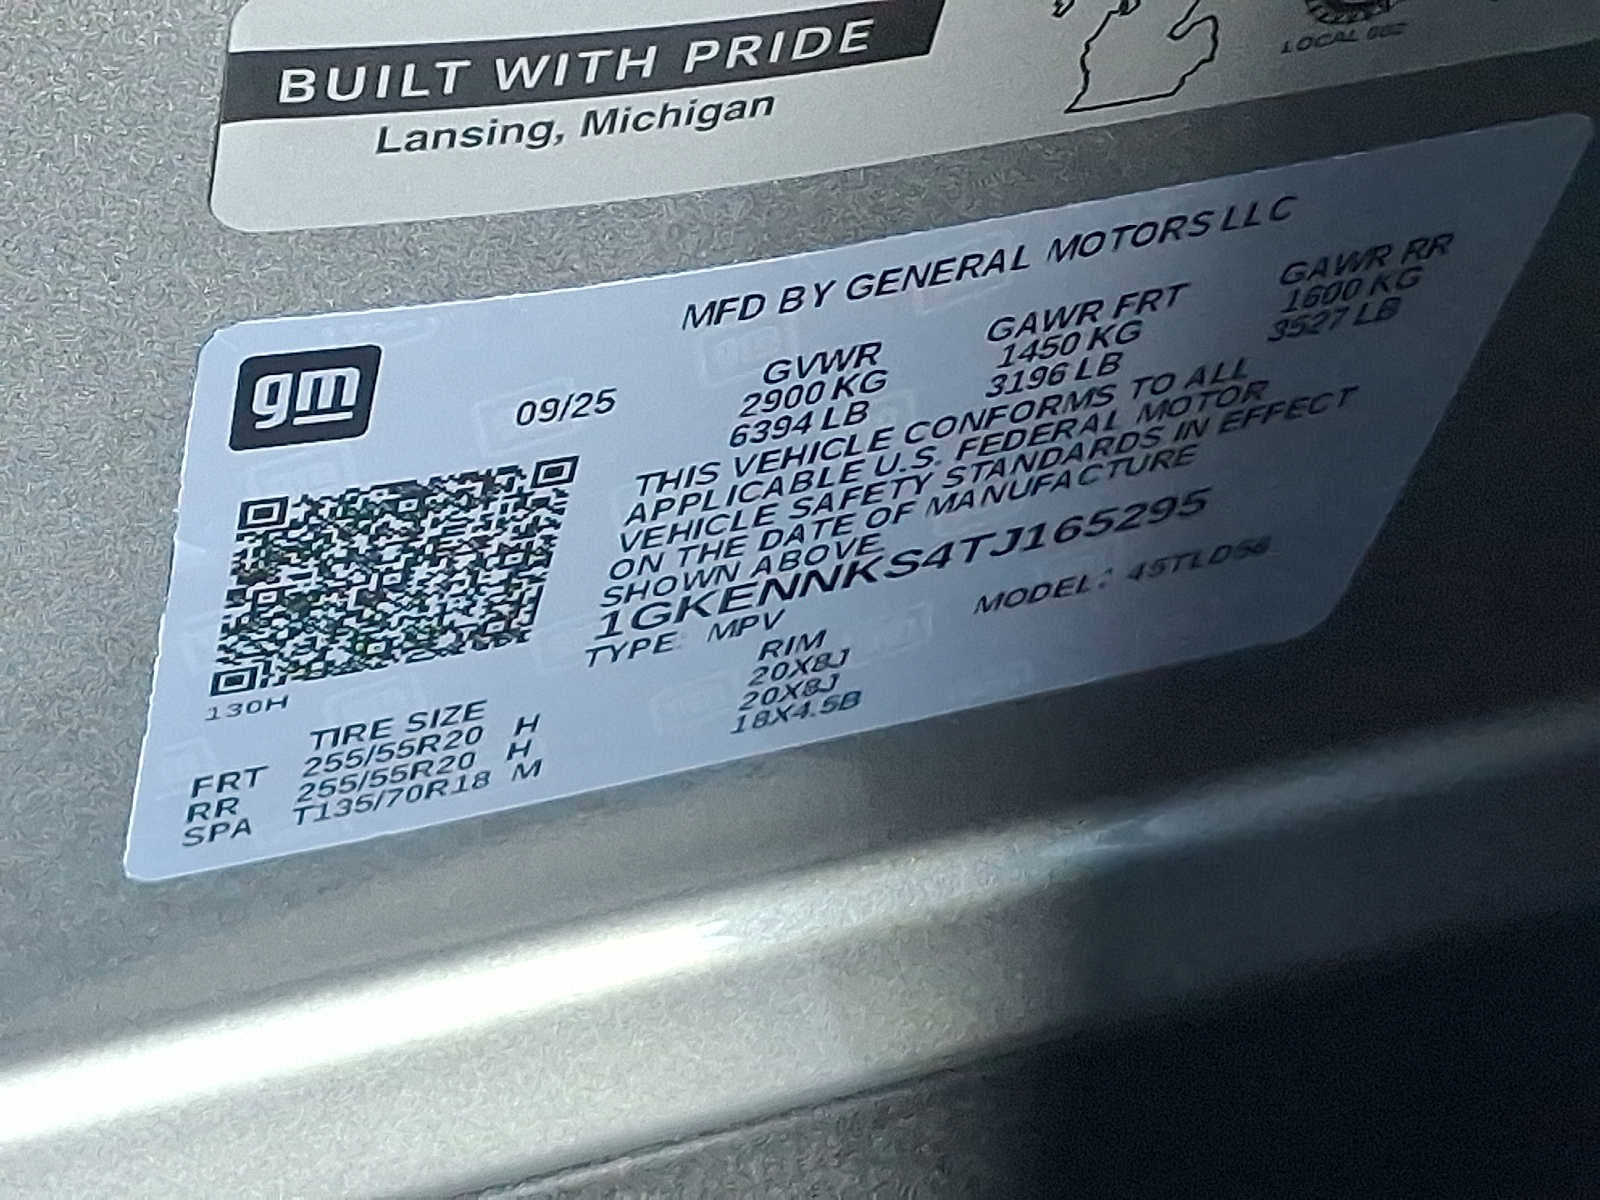 BUILT WITH PRIDE
Lansing, Michigan
LOCAL 602
MFD BY GENERAL MOTORS LLC
gm
09/25
GVWR GAWR FRT GAWR RR
2900 KG 1450 KG 1600 KG
6394 LB 3196 LB 3527 LB
THIS VEHICLE CONFORMS TO ALL
APPLICABLE U.S. FEDERAL MOTOR
VEHICLE SAFETY STANDARDS IN EFFECT
ON THE DATE OF MANUFACTURE
SHOWN ABOVE
1GKENNKS4TJ165295
TYPE: MPV MODEL: 4STLD56
130H
TIRE SIZE RIM
FRT 255/55R20 H 20X8J
RR 255/55R20 H 20X8J
SPA T135/70R18 M 18X4.5B